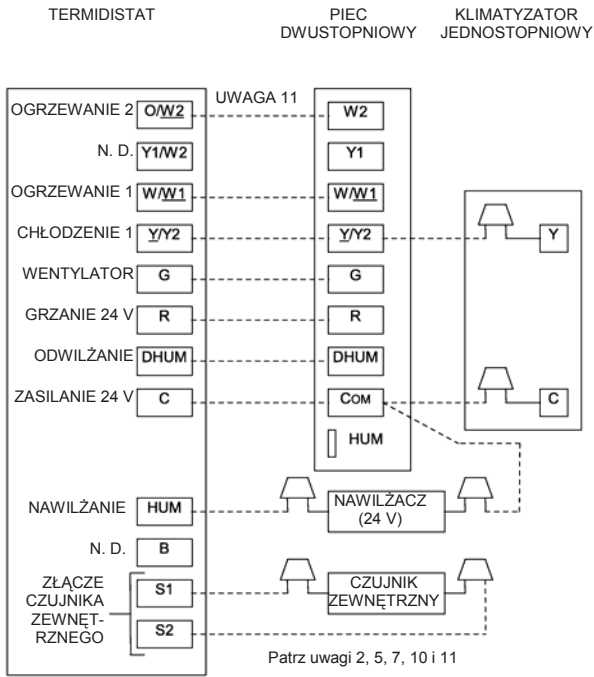 TERMIDISTAT
PIEC
DWUSTOPNIOWY
KLIMATYZATOR
JEDNOSTOPNIOWY
UWAGA 11
OGRZEWANIE 2 O/W2 W2
N. D. Y1/W2 Y1
OGRZEWANIE 1 W/W1 W/W1
CHŁODZENIE 1 Y/Y2 Y/Y2 Y
WENTYLATOR G G
GRZANIE 24 V R R
ODWILŻANIE DHUM DHUM
ZASILANIE 24 V C COM C
HUM
NAWILŻANIE HUM NAWILŻACZ
(24 V)
N. D. B
ZŁĄCZE
CZUJNIKA
ZEWNĘT-
RZNEGO
S1
S2
CZUJNIK
ZEWNĘTRZNY
Patrz uwagi 2, 5, 7, 10 i 11